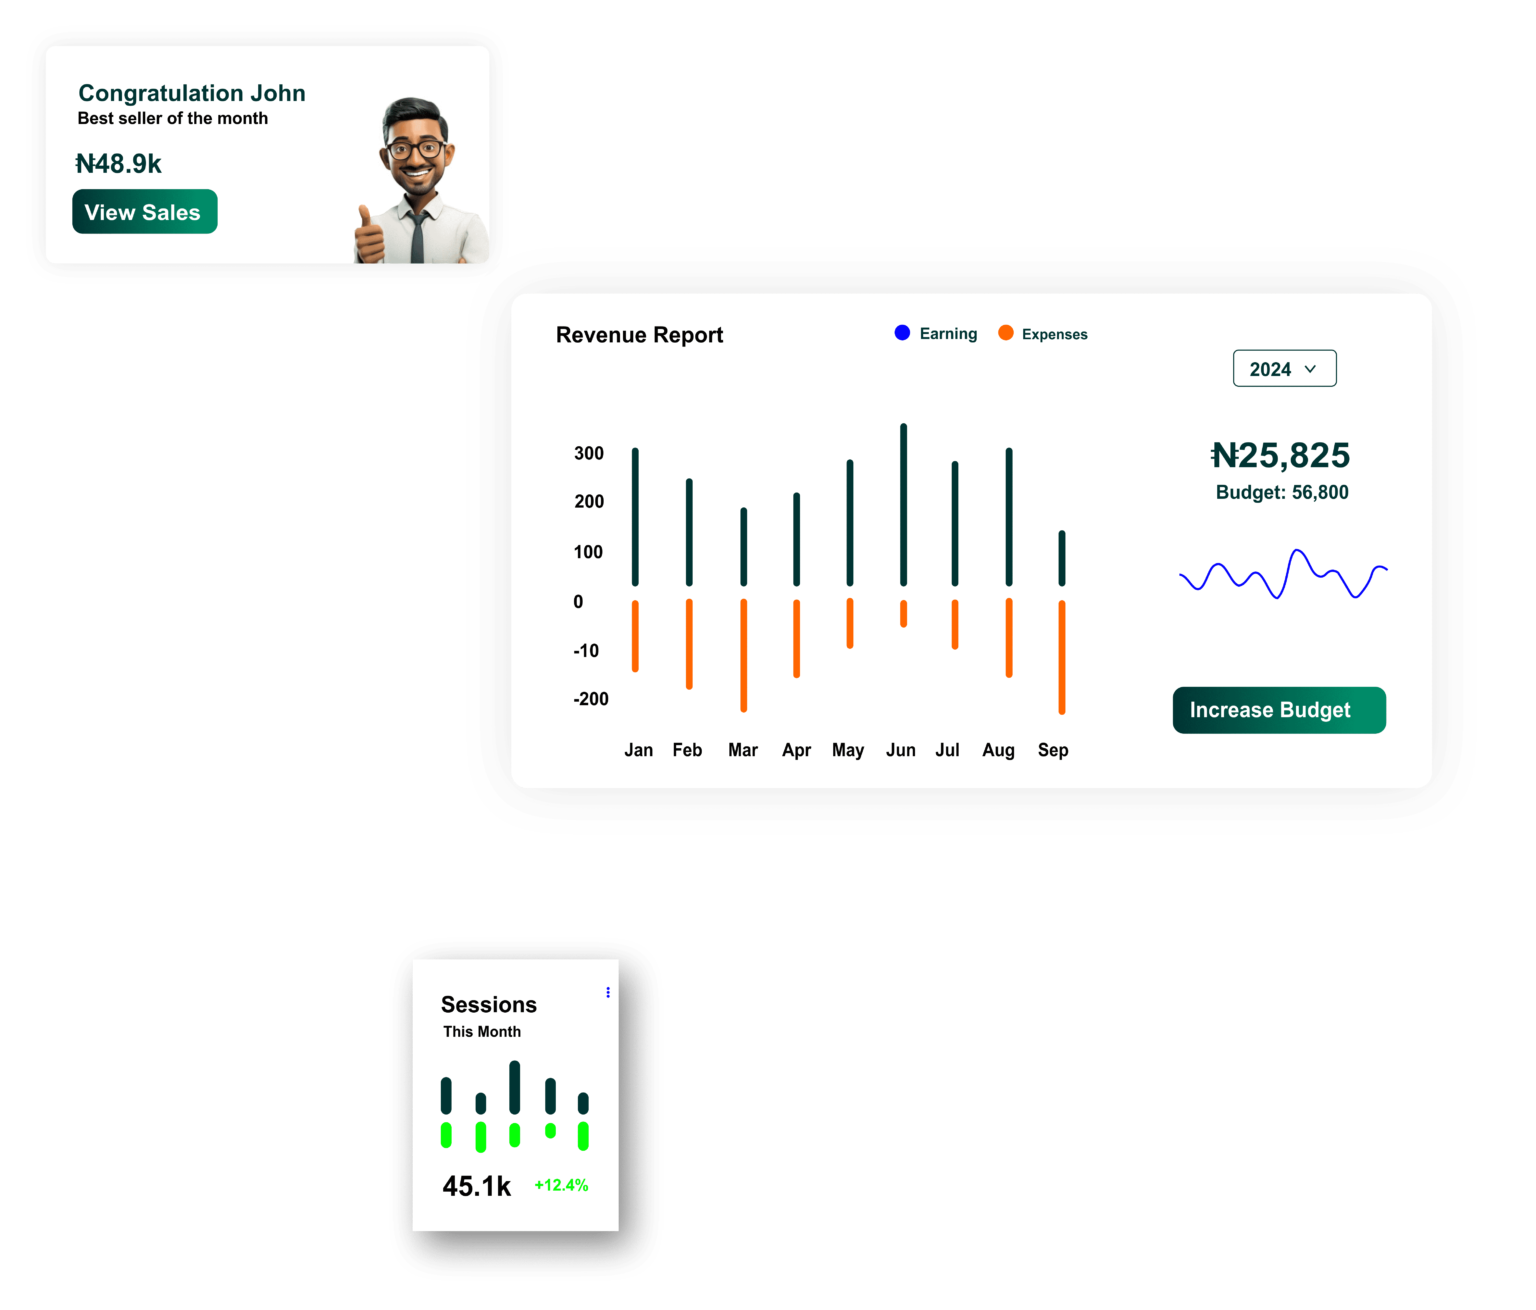 Congratulation John
Best seller of the month
₦48.9k
View Sales
Revenue Report
Earning
Expenses
2024
300
200
100
0
-10
-200
Jan Feb Mar Apr May Jun Jul Aug Sep
₦25,825
Budget: 56,800
Increase Budget
Sessions
This Month
45.1k +12.4%